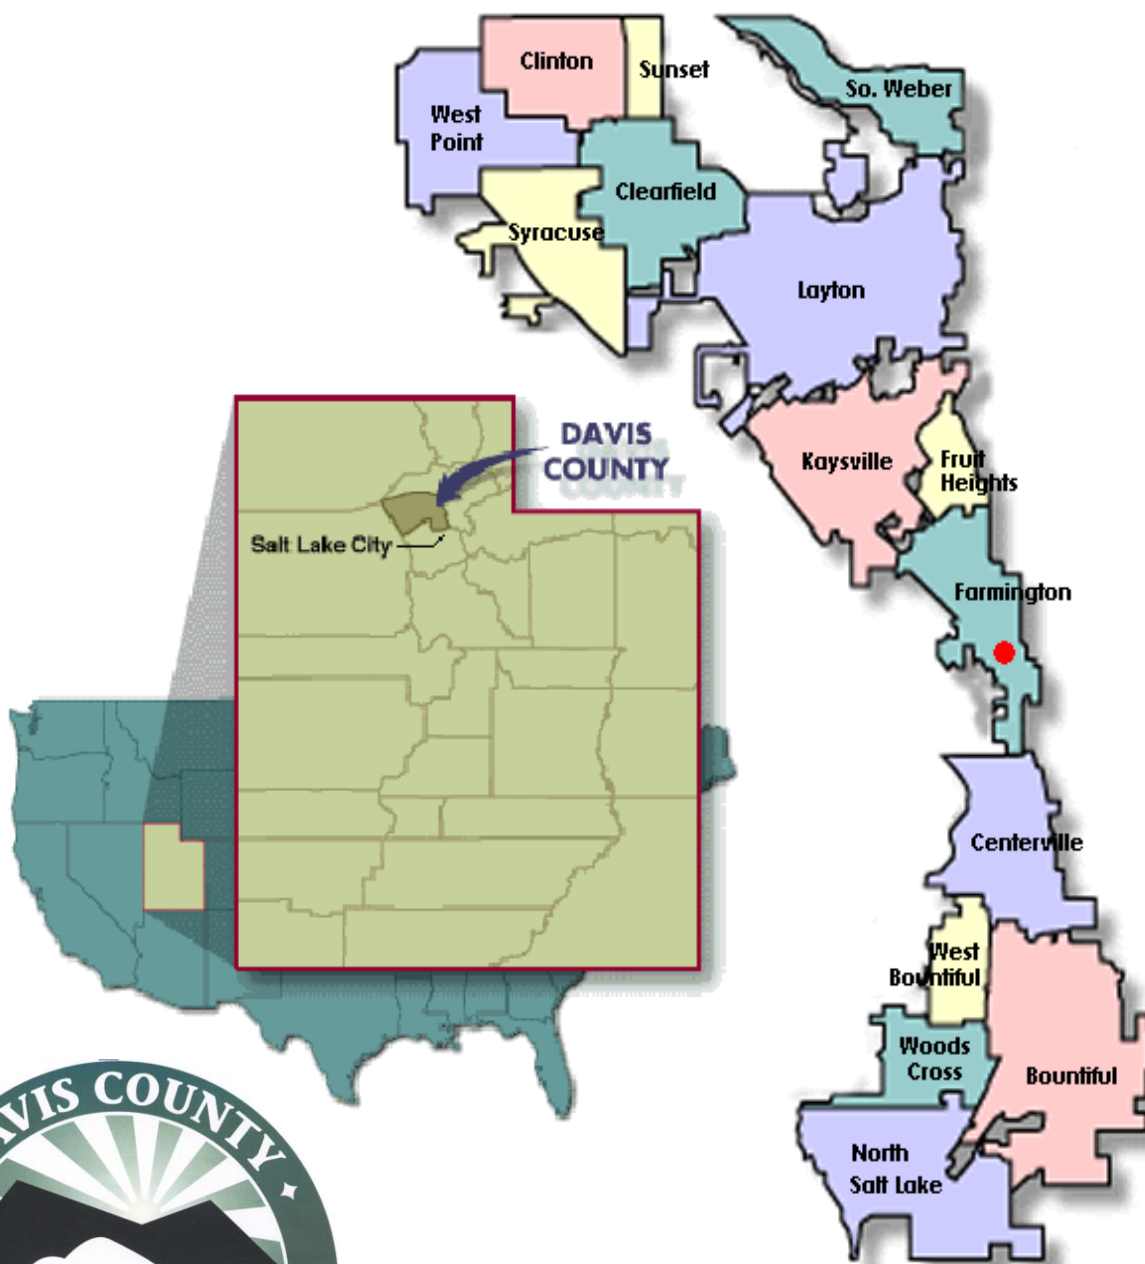 Clinton
Sunset
So. Weber
West
Point
Clearfield
Syracuse
Layton
DAVIS
COUNTY
Kaysville
Fruit
Heights
Salt Lake City
Farmington
Centerville
West
Bountiful
Woods
Cross
Bountiful
North
Salt Lake
AVIS COUNTY